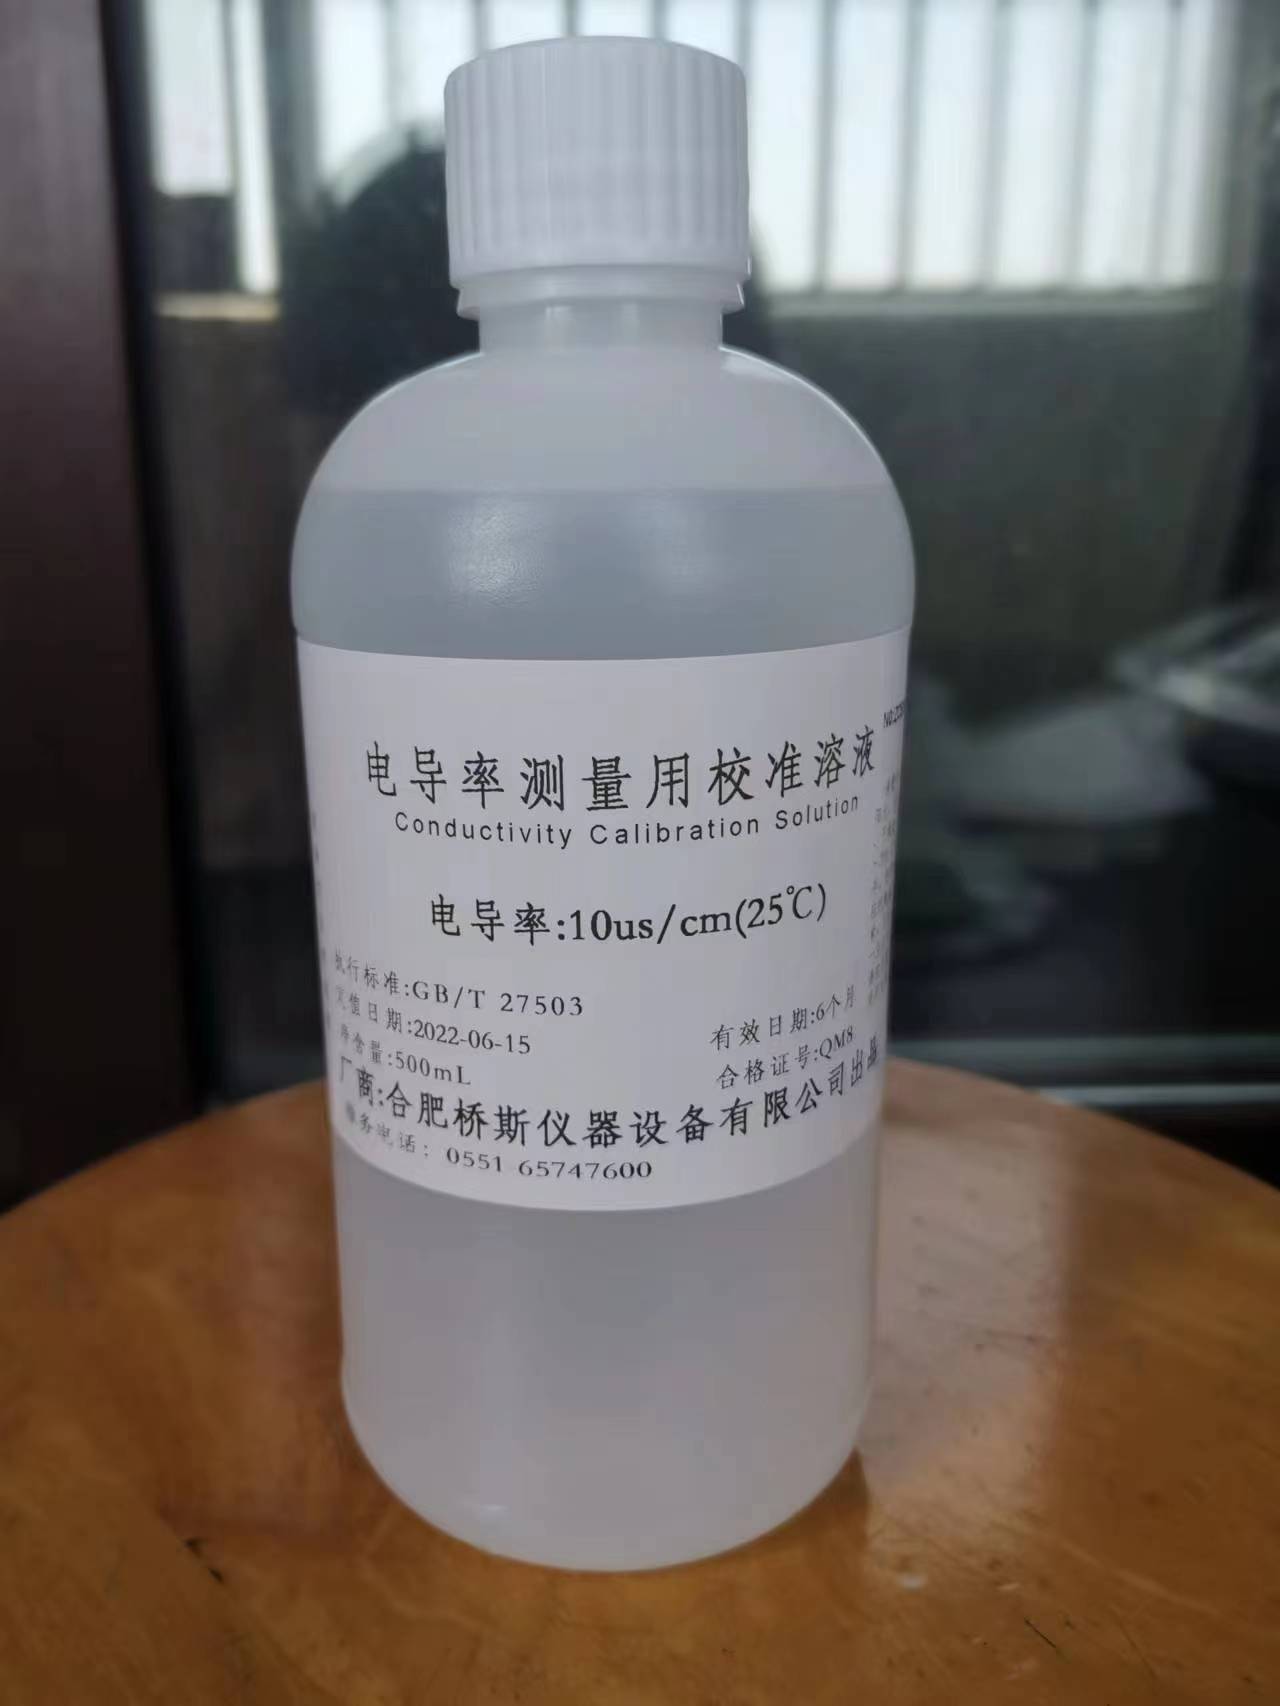 电导率测量用校准溶液
Conductivity Calibration Solution
电导率:10us/cm(25℃)
执行标准:GB/T 27503
定值日期:2022-06-15
有效日期:6个月
净含量:500mL
合格证号:QM8
厂商:合肥桥斯仪器设备有限公司出品
服务电话: 0551 65747600